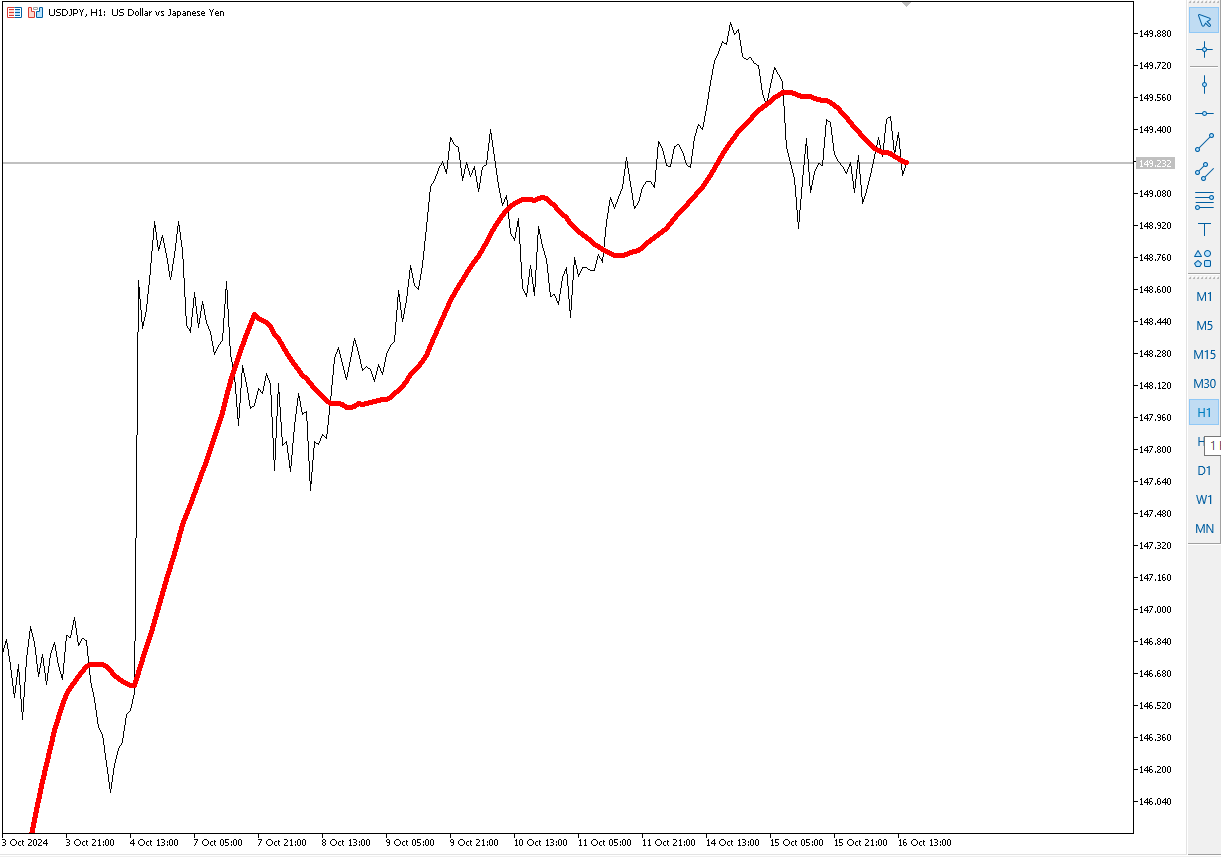 USDJPY, H1: US Dollar vs Japanese Yen
149.880
149.720
149.560
149.400
149.232
149.080
148.920
148.760
148.600
148.440
148.280
148.120
147.960
147.800
147.640
147.480
147.320
147.160
147.000
146.840
146.680
146.520
146.360
146.200
146.040
3 Oct 2024
3 Oct 21:00
4 Oct 13:00
7 Oct 05:00
7 Oct 21:00
8 Oct 13:00
9 Oct 05:00
9 Oct 21:00
10 Oct 13:00
11 Oct 05:00
11 Oct 21:00
14 Oct 13:00
15 Oct 05:00
15 Oct 21:00
16 Oct 13:00
T
M1
M5
M15
M30
H1
H
1
D1
W1
MN